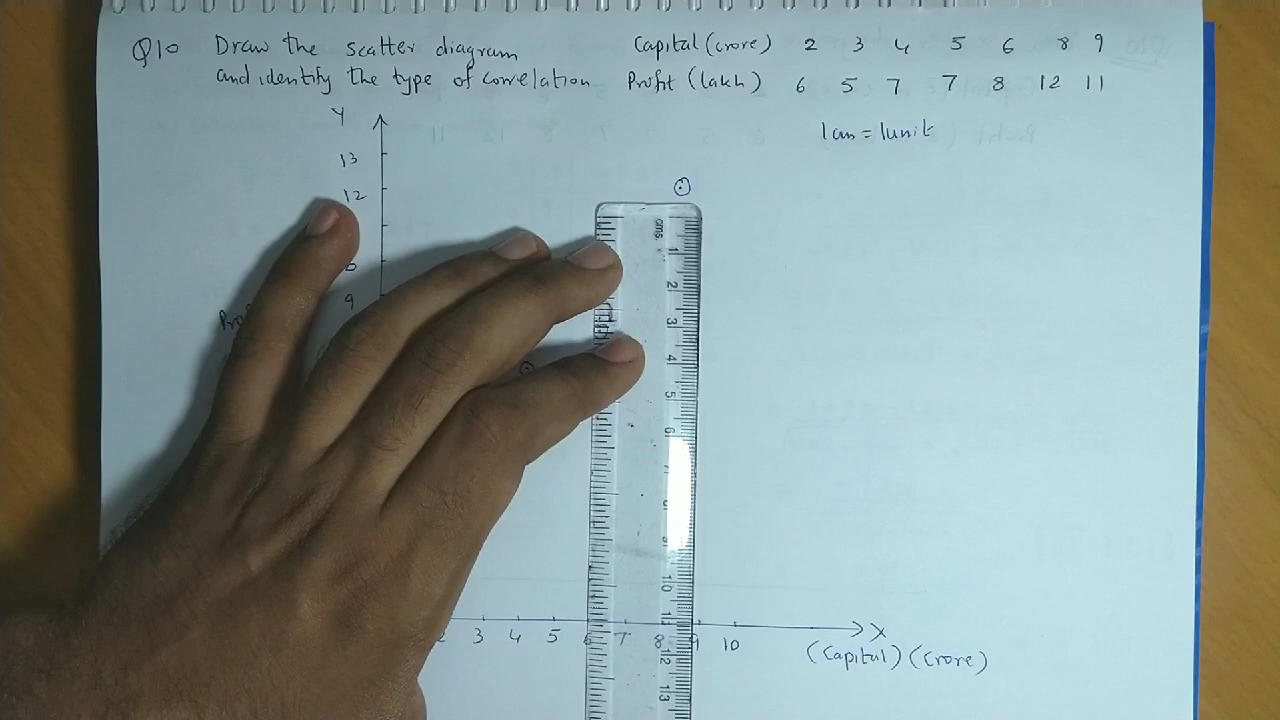 Q10 Draw the scatter diagram
and identify the type of correlation
Capital (crore) 2 3 4 5 6 8 9
Profit (lakh) 6 5 7 7 8 12 11
1cm = 1unit
Y
13
12
9
cms.
1
2
3
4
5
6
10
12
13
3 4 5 7 8 9 10
X
(Capital) (Crore)